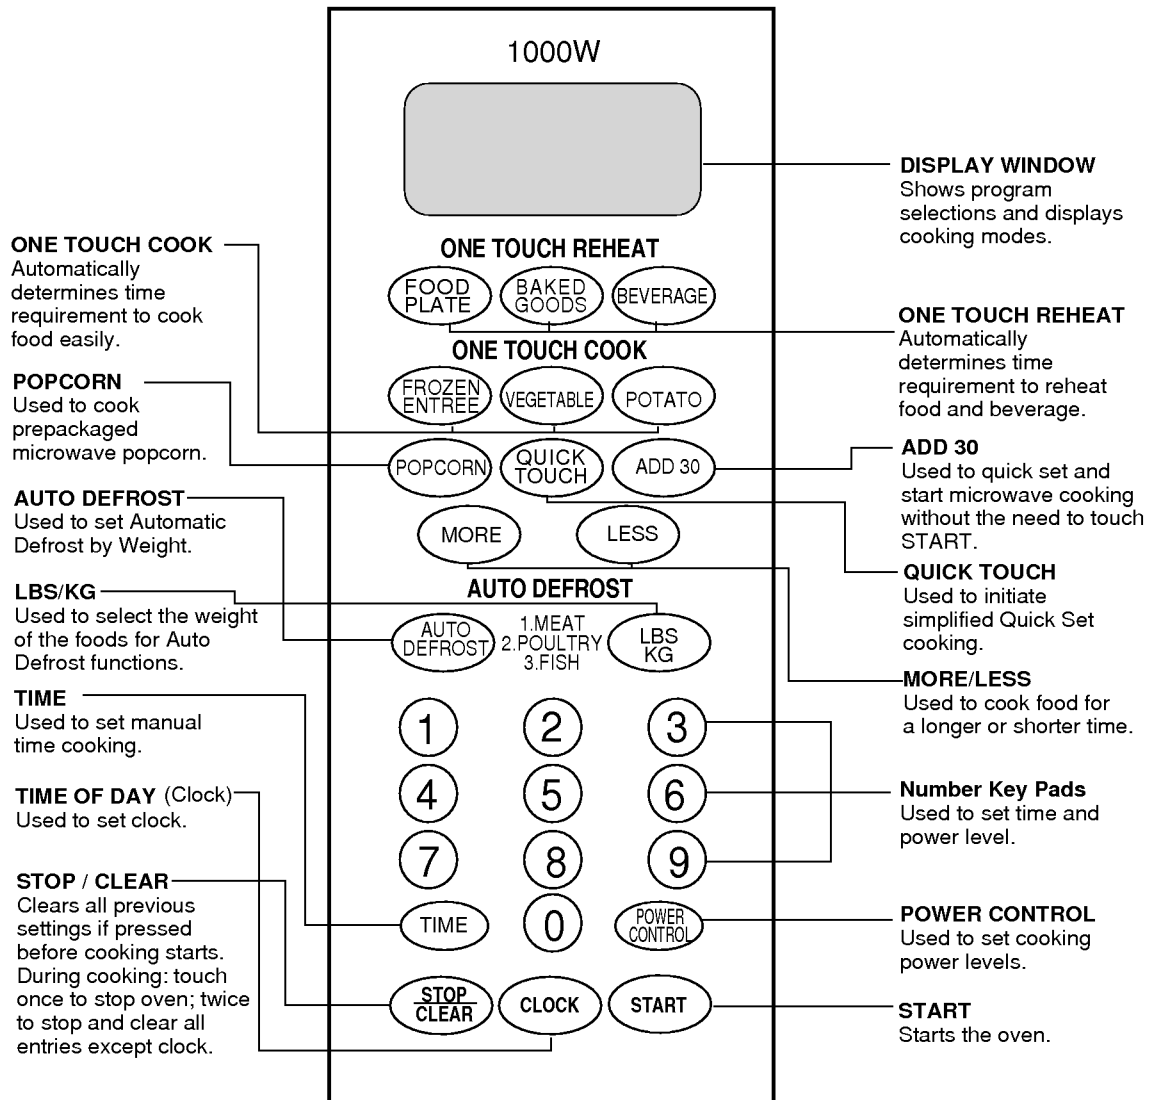 1000W
ONE TOUCH REHEAT
FOOD
PLATE
BAKED
GOODS
BEVERAGE
ONE TOUCH COOK
FROZEN
ENTREE
VEGETABLE
POTATO
POPCORN
QUICK
TOUCH
ADD 30
MORE
LESS
AUTO DEFROST
AUTO
DEFROST
1.MEAT
2.POULTRY
3.FISH
LBS
KG
1
2
3
4
5
6
7
8
9
TIME
0
POWER
CONTROL
STOP
CLEAR
CLOCK
START
ONE TOUCH COOK
Automatically
determines time
requirement to cook
food easily.
POPCORN
Used to cook
prepackaged
microwave popcorn.
AUTO DEFROST
Used to set Automatic
Defrost by Weight.
LBS/KG
Used to select the weight
of the foods for Auto
Defrost functions.
TIME
Used to set manual
time cooking.
TIME OF DAY (Clock)
Used to set clock.
STOP / CLEAR
Clears all previous
settings if pressed
before cooking starts.
During cooking: touch
once to stop oven; twice
to stop and clear all
entries except clock.
DISPLAY WINDOW
Shows program
selections and displays
cooking modes.
ONE TOUCH REHEAT
Automatically
determines time
requirement to reheat
food and beverage.
ADD 30
Used to quick set and
start microwave cooking
without the need to touch
START.
QUICK TOUCH
Used to initiate
simplified Quick Set
cooking.
MORE/LESS
Used to cook food for
a longer or shorter time.
Number Key Pads
Used to set time and
power level.
POWER CONTROL
Used to set cooking
power levels.
START
Starts the oven.